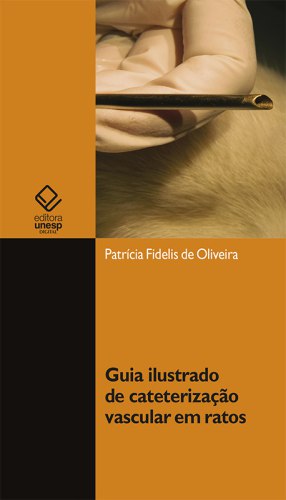 editora
unesp
DIGITAL
Patrícia Fidelis de Oliveira
Guia ilustrado
de cateterização
vascular em ratos